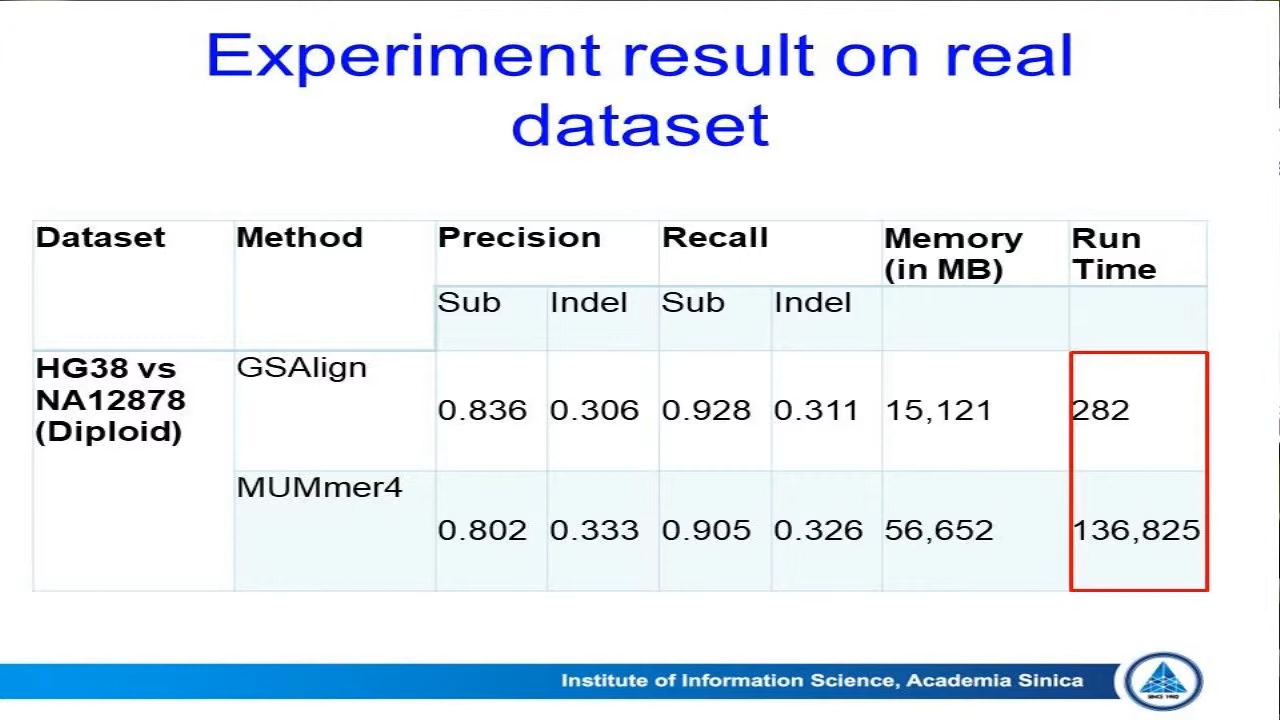 Experiment result on real
dataset
Dataset Method Precision Recall Memory (in MB) Run Time
Sub Indel Sub Indel
HG38 vs NA12878 (Diploid) GSAlign 0.836 0.306 0.928 0.311 15,121 282
MUMmer4 0.802 0.333 0.905 0.326 56,652 136,825
Institute of Information Science, Academia Sinica
SINCE 1982